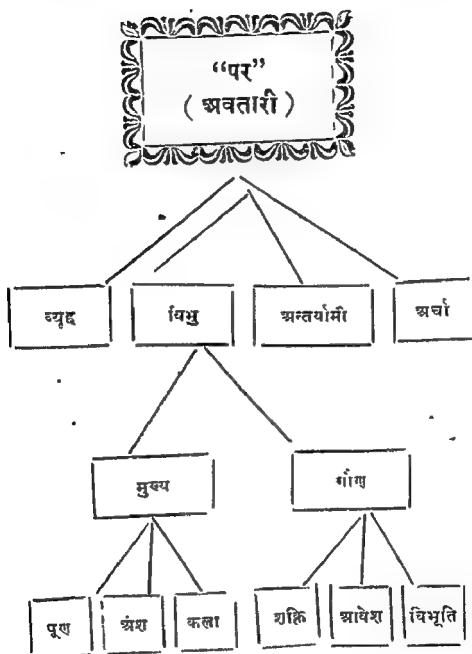 “पर”
( अवतारी )
व्यूह विभु अन्तर्यामी अर्चा
मुख्य गौण
पूण अंश कला शक्ति आवेश विभूति